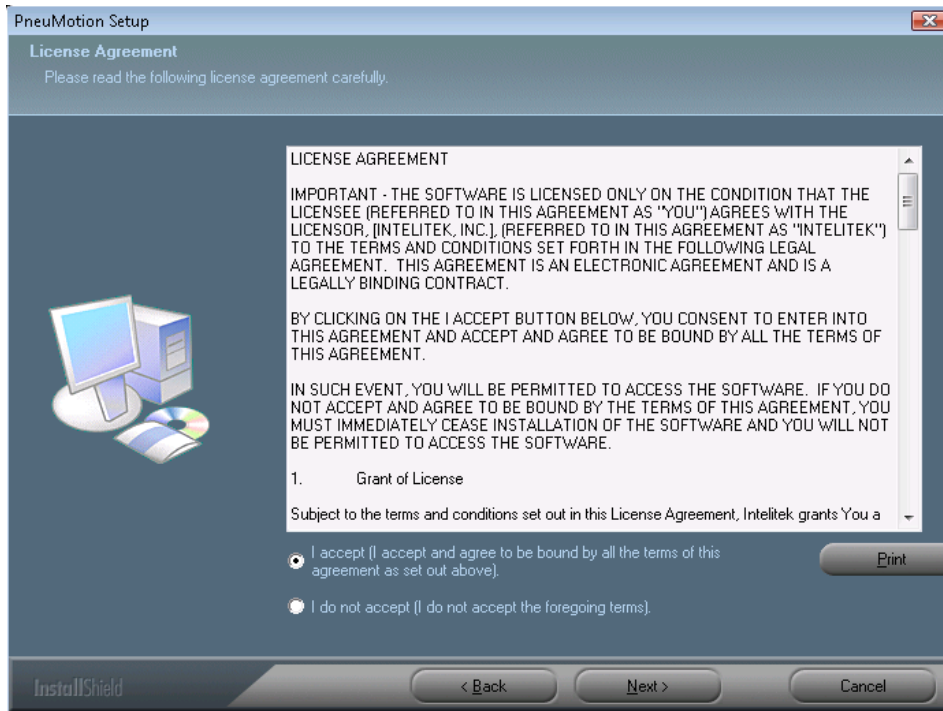 PneuMotion Setup
License Agreement
Please read the following license agreement carefully.
LICENSE AGREEMENT
IMPORTANT - THE SOFTWARE IS LICENSED ONLY ON THE CONDITION THAT THE
LICENSEE (REFERRED TO IN THIS AGREEMENT AS "YOU") AGREES WITH THE
LICENSOR, [INTELITEK, INC.], (REFERRED TO IN THIS AGREEMENT AS "INTELITEK")
TO THE TERMS AND CONDITIONS SET FORTH IN THE FOLLOWING LEGAL
AGREEMENT.  THIS AGREEMENT IS AN ELECTRONIC AGREEMENT AND IS A
LEGALLY BINDING CONTRACT.
BY CLICKING ON THE I ACCEPT BUTTON BELOW, YOU CONSENT TO ENTER INTO
THIS AGREEMENT AND ACCEPT AND AGREE TO BE BOUND BY ALL THE TERMS OF
THIS AGREEMENT.
IN SUCH EVENT, YOU WILL BE PERMITTED TO ACCESS THE SOFTWARE.  IF YOU DO
NOT ACCEPT AND AGREE TO BE BOUND BY THE TERMS OF THIS AGREEMENT, YOU
MUST IMMEDIATELY CEASE INSTALLATION OF THE SOFTWARE AND YOU WILL NOT
BE PERMITTED TO ACCESS THE SOFTWARE.
1. Grant of License
Subject to the terms and conditions set out in this License Agreement, Intelitek grants You a
I accept (I accept and agree to be bound by all the terms of this
agreement as set out above).
Print
I do not accept (I do not accept the foregoing terms).
InstallShield
< Back
Next >
Cancel